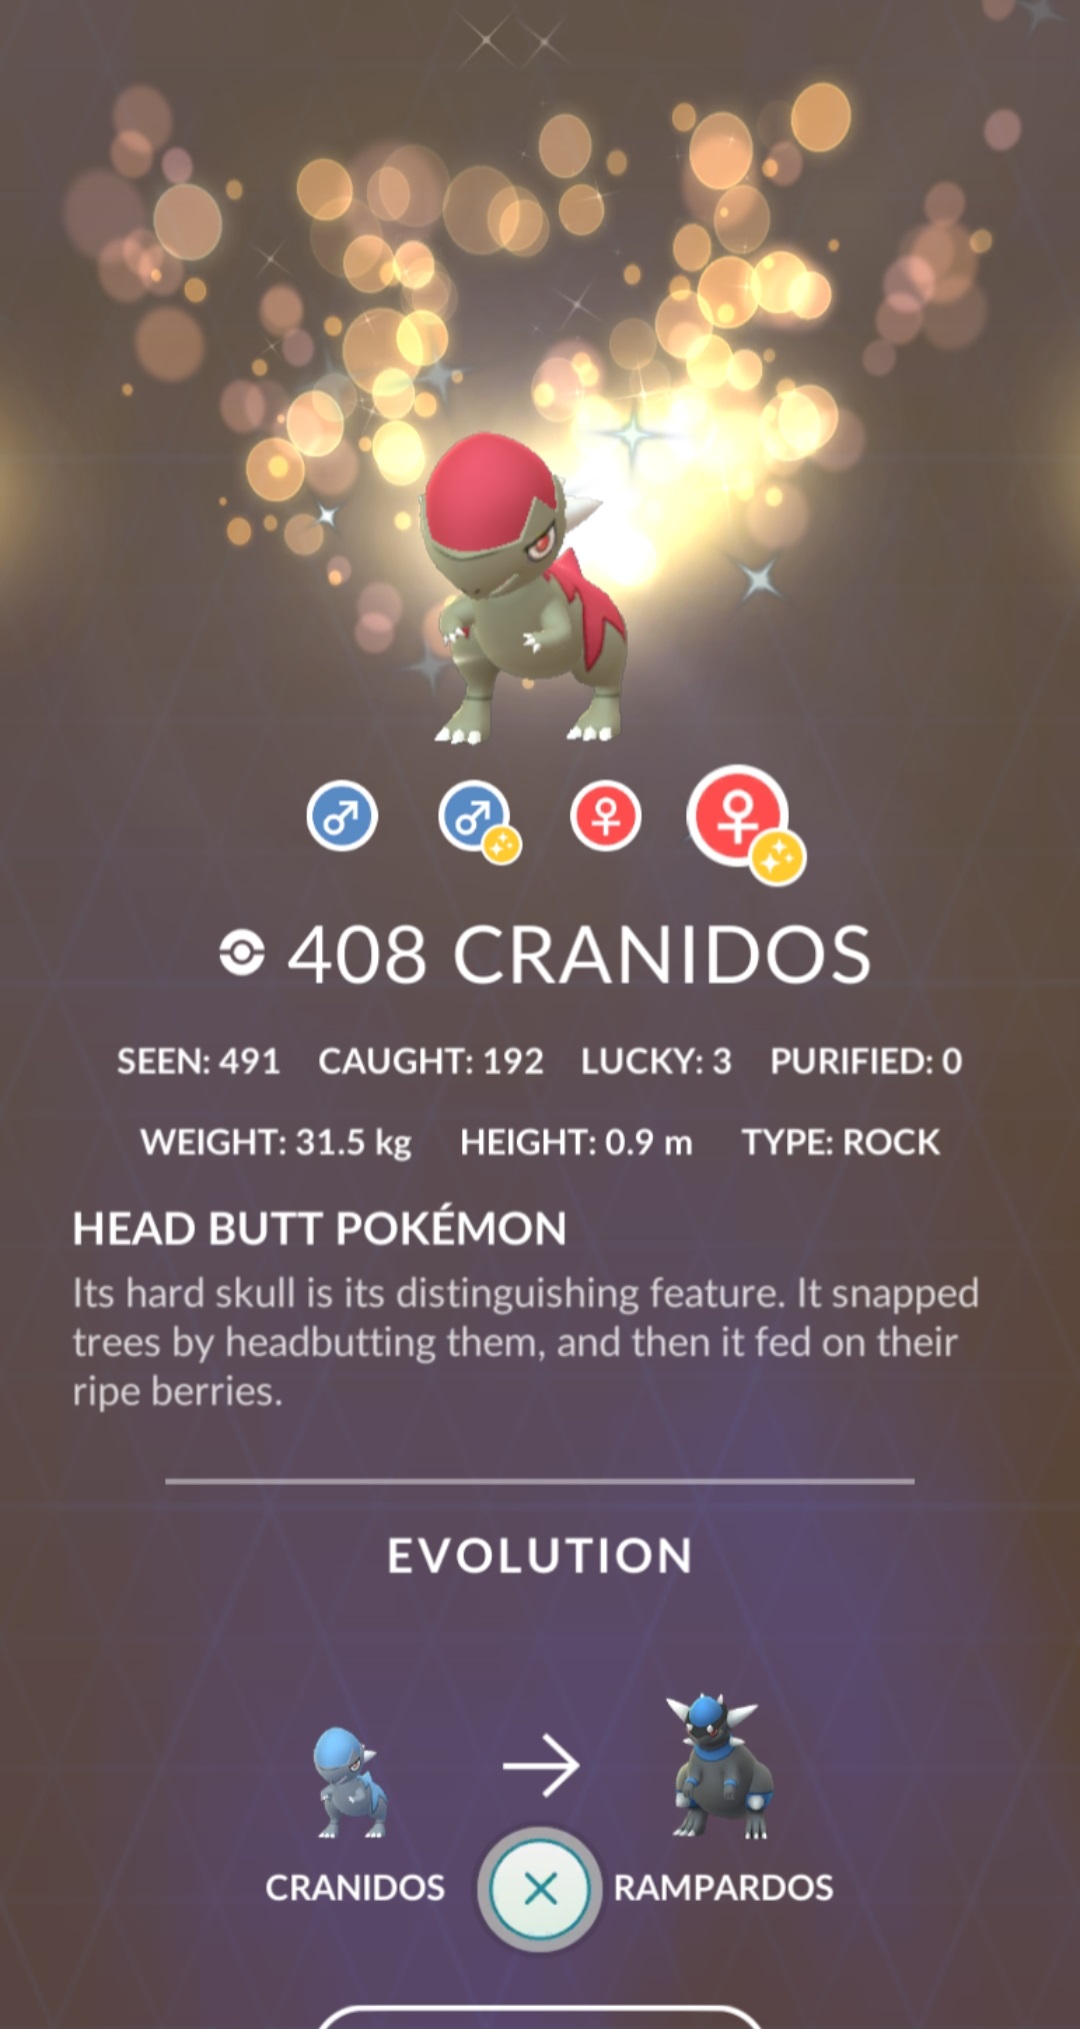 408 CRANIDOS
SEEN: 491 CAUGHT: 192 LUCKY: 3 PURIFIED: 0
WEIGHT: 31.5 kg HEIGHT: 0.9 m TYPE: ROCK
HEAD BUTT POKÉMON
Its hard skull is its distinguishing feature. It snapped
trees by headbutting them, and then it fed on their
ripe berries.
EVOLUTION
CRANIDOS RAMPARDOS